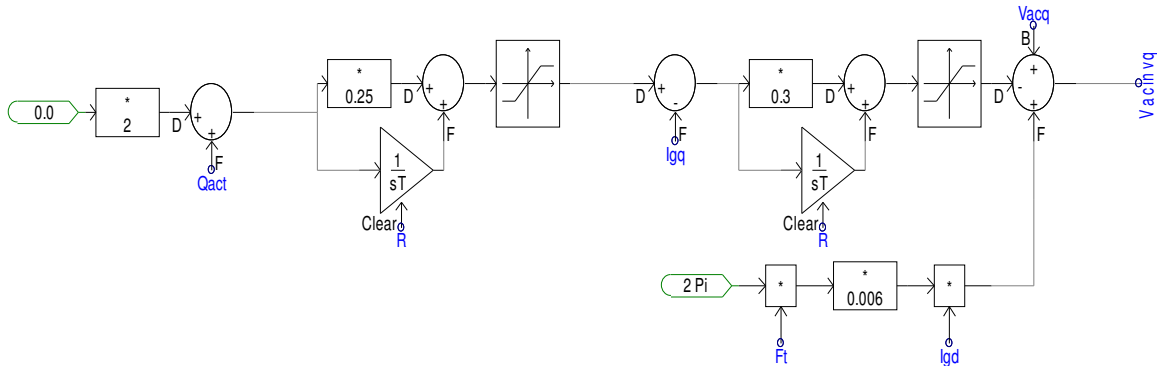 Vacq
B
+
*
0.25
+
+
D
*
0.3
D
+
+
D
-
+
0.0
*
2
D
+
+
D
+
-
F
F
F
F
F
Qact
Igq
Vacinvq
1
sT
1
sT
Clear
R
Clear
R
2 Pi
*
*
0.006
*
Ft
Igd